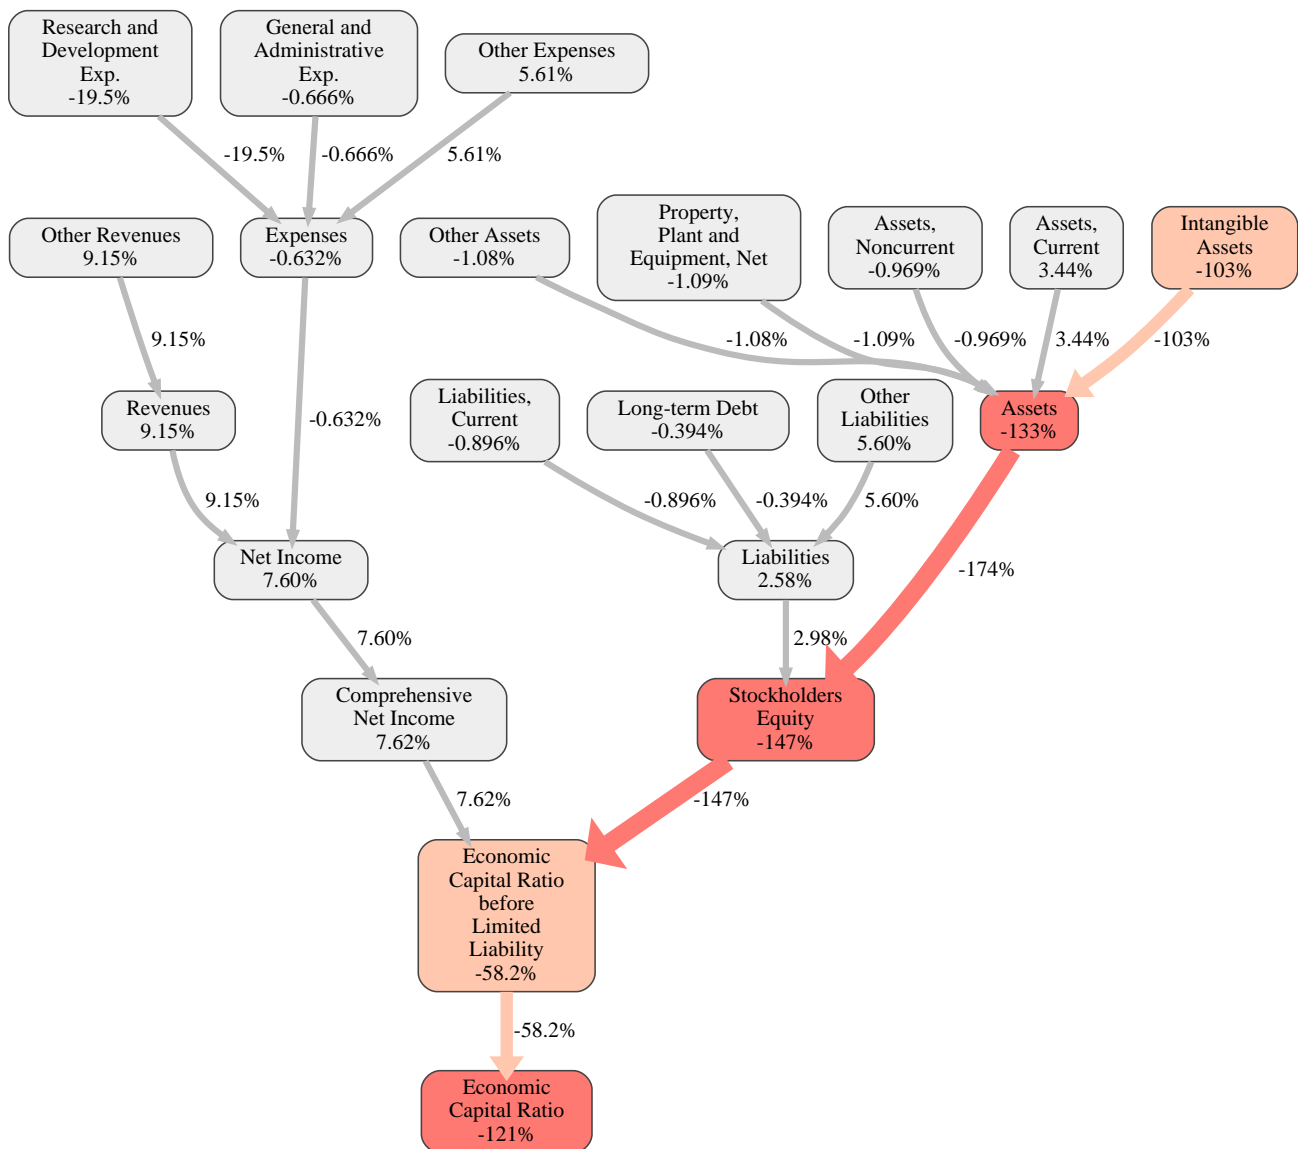 Research and
Development
Exp.
-19.5%
General and
Administrative
Exp.
-0.666%
Other Expenses
5.61%
-19.5%
-0.666%
5.61%
Other Revenues
9.15%
Expenses
-0.632%
Other Assets
-1.08%
Property,
Plant and
Equipment, Net
-1.09%
Assets,
Noncurrent
-0.969%
Assets,
Current
3.44%
Intangible
Assets
-103%
9.15%
-0.632%
-1.08%
-1.09%
-0.969%
3.44%
-103%
Revenues
9.15%
Liabilities,
Current
-0.896%
Long-term Debt
-0.394%
Other
Liabilities
5.60%
Assets
-133%
9.15%
-0.896%
-0.394%
5.60%
-174%
Net Income
7.60%
Liabilities
2.58%
7.60%
2.98%
Comprehensive
Net Income
7.62%
Stockholders
Equity
-147%
7.62%
-147%
Economic
Capital Ratio
before
Limited
Liability
-58.2%
-58.2%
Economic
Capital Ratio
-121%